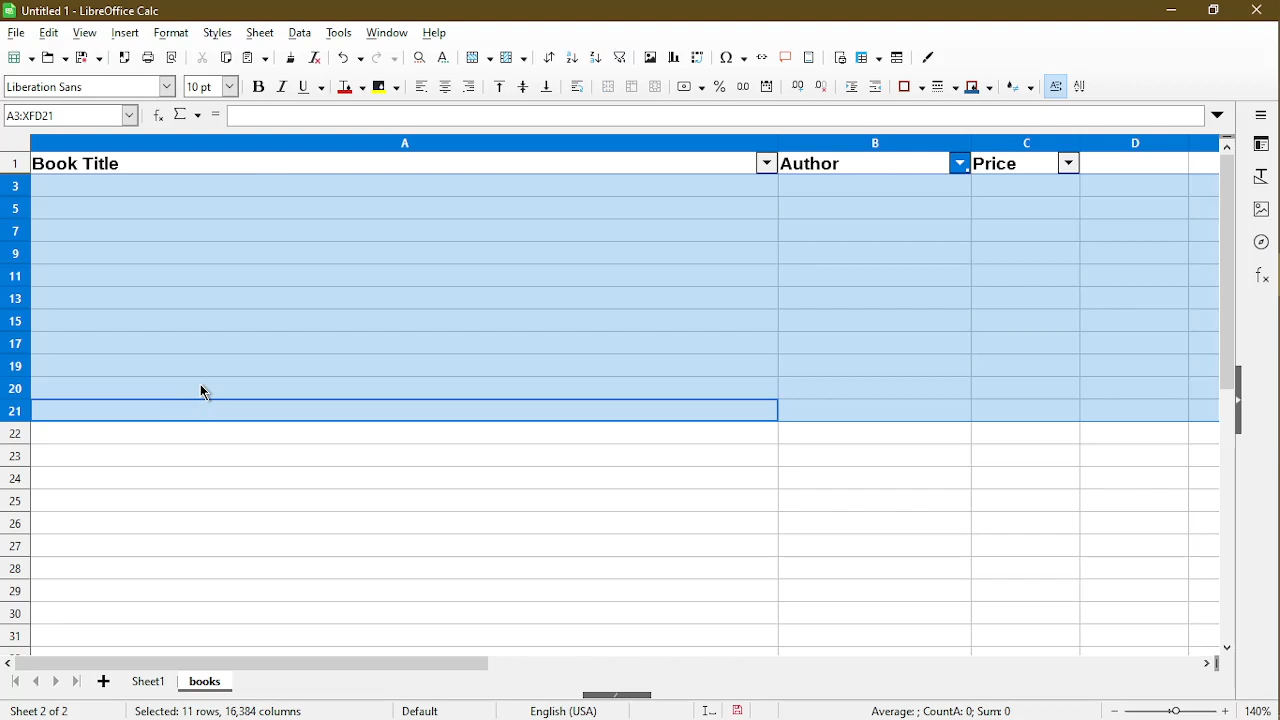 Untitled 1 - LibreOffice Calc
File Edit View Insert Format Styles Sheet Data Tools Window Help
Liberation Sans 10 pt
A3:XFD21
A B C D
1 Book Title Author Price
3
5
7
9
11
13
15
17
19
20
21
22
23
24
25
26
27
28
29
30
31
Sheet1 books
Sheet 2 of 2 Selected: 11 rows, 16,384 columns Default English (USA) Average: ; CountA: 0; Sum: 0 140%